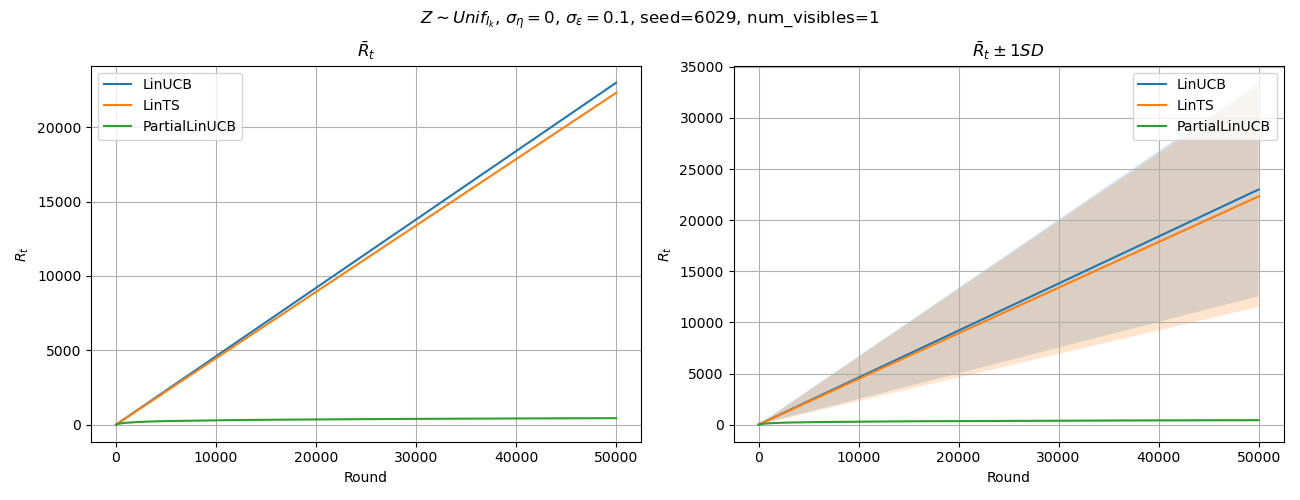 Z ~ Unif_{I_k}, σ_η = 0, σ_ε = 0.1, seed=6029, num_visibles=1
R̄_t
LinUCB
LinTS
PartialLinUCB
R_t
20000
15000
10000
5000
0
0 10000 20000 30000 40000 50000
Round
R̄_t ± 1SD
LinUCB
LinTS
PartialLinUCB
R_t
35000
30000
25000
20000
15000
10000
5000
0
0 10000 20000 30000 40000 50000
Round